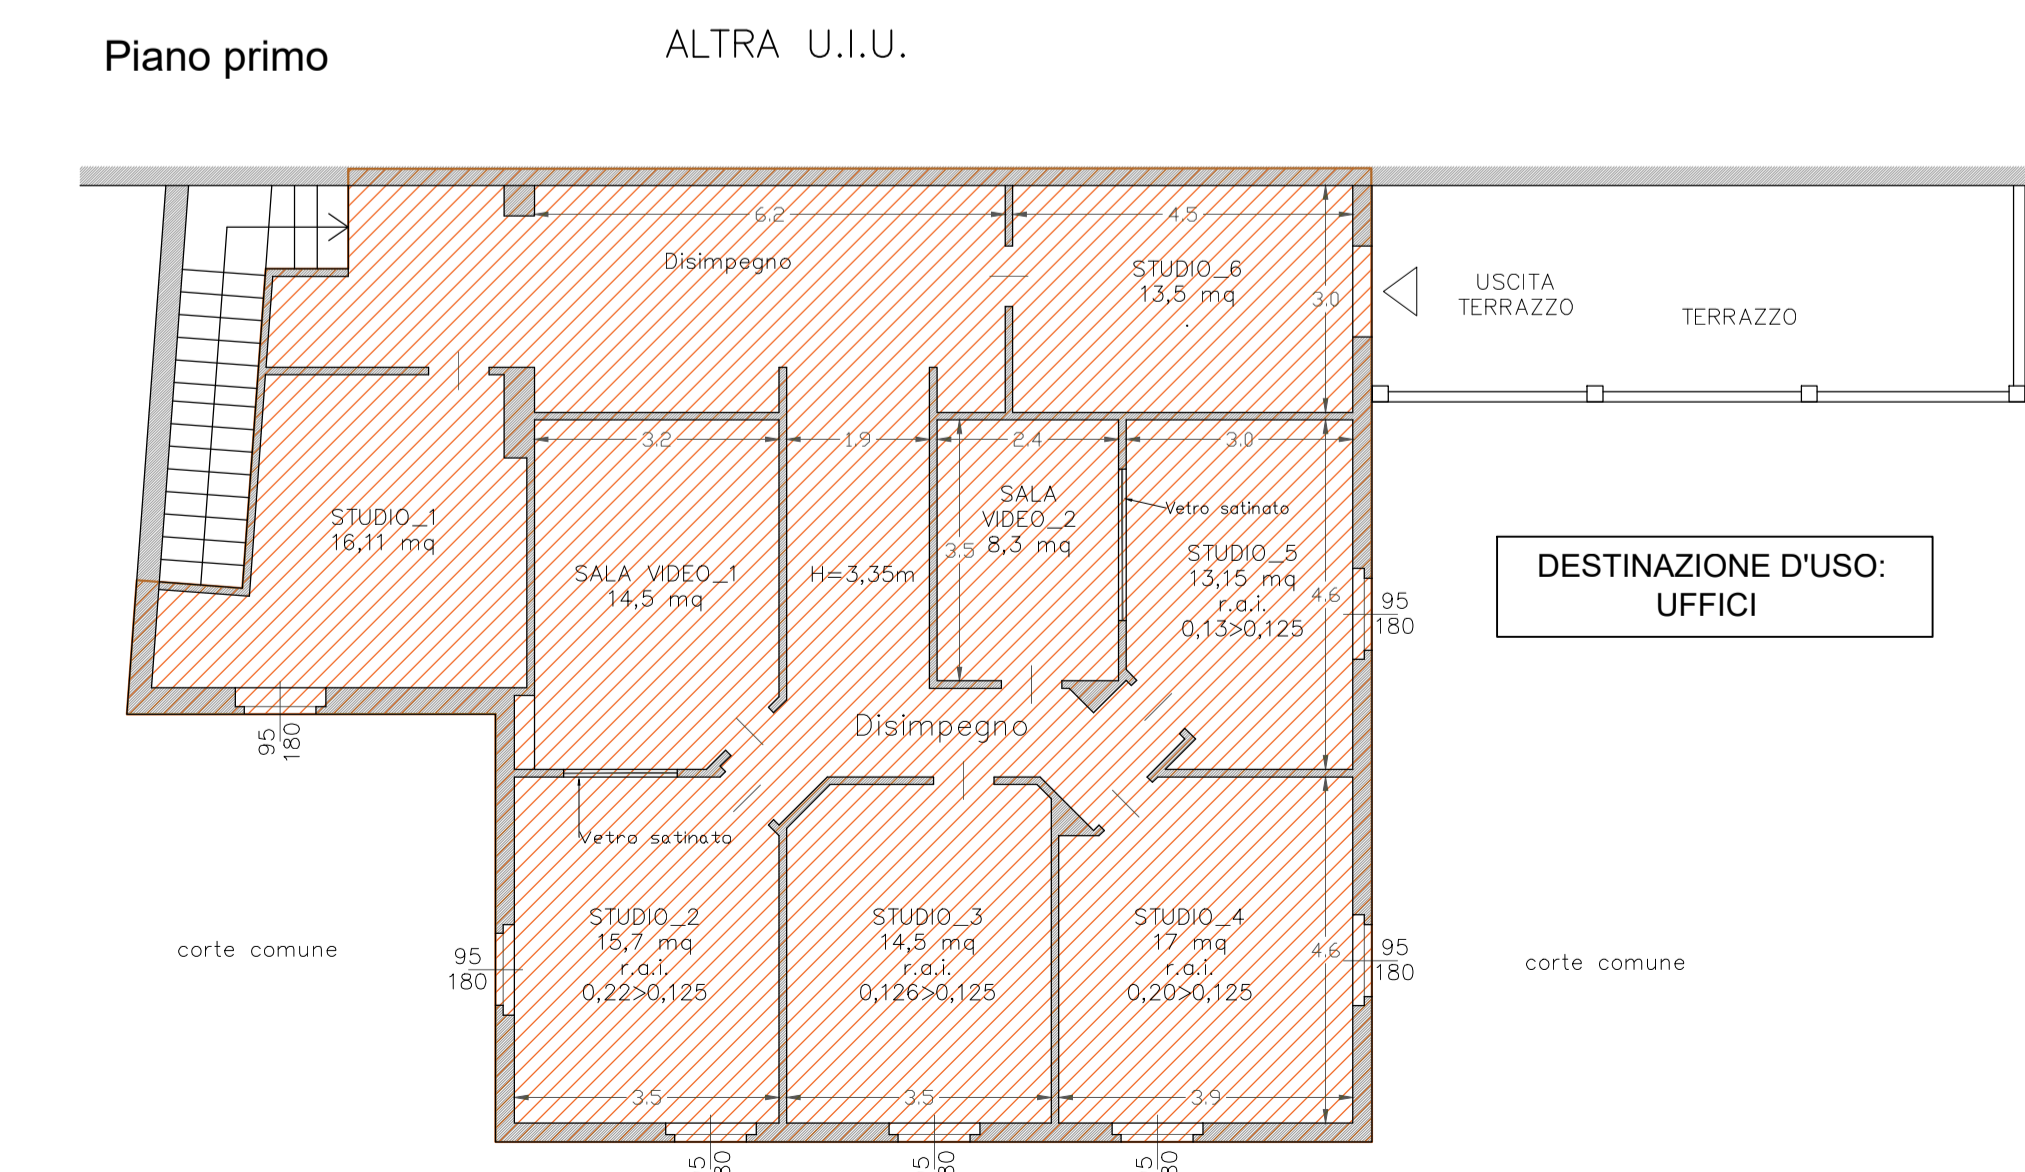 Piano primo
ALTRA U.I.U.
6.2
4.5
Disimpegno
STUDIO_6
13,5 mq
.
3.0
USCITA
TERRAZZO
TERRAZZO
3.2
1.9
2.4
3.0
STUDIO_1
16,11 mq
SALA VIDEO_1
14,5 mq
H=3,35m
SALA
VIDEO_2
8,3 mq
3.5
Vetro satinato
STUDIO_5
13,15 mq
r.a.i.
0,13>0,125
4.6
95
180
DESTINAZIONE D'USO:
UFFICI
95
180
Disimpegno
Vetro satinato
STUDIO_2
15,7 mq
r.a.i.
0,22>0,125
STUDIO_3
14,5 mq
r.a.i.
0,126>0,125
STUDIO_4
17 mq
r.a.i.
0,20>0,125
4.6
95
180
95
180
corte comune
corte comune
3.5
3.5
3.9